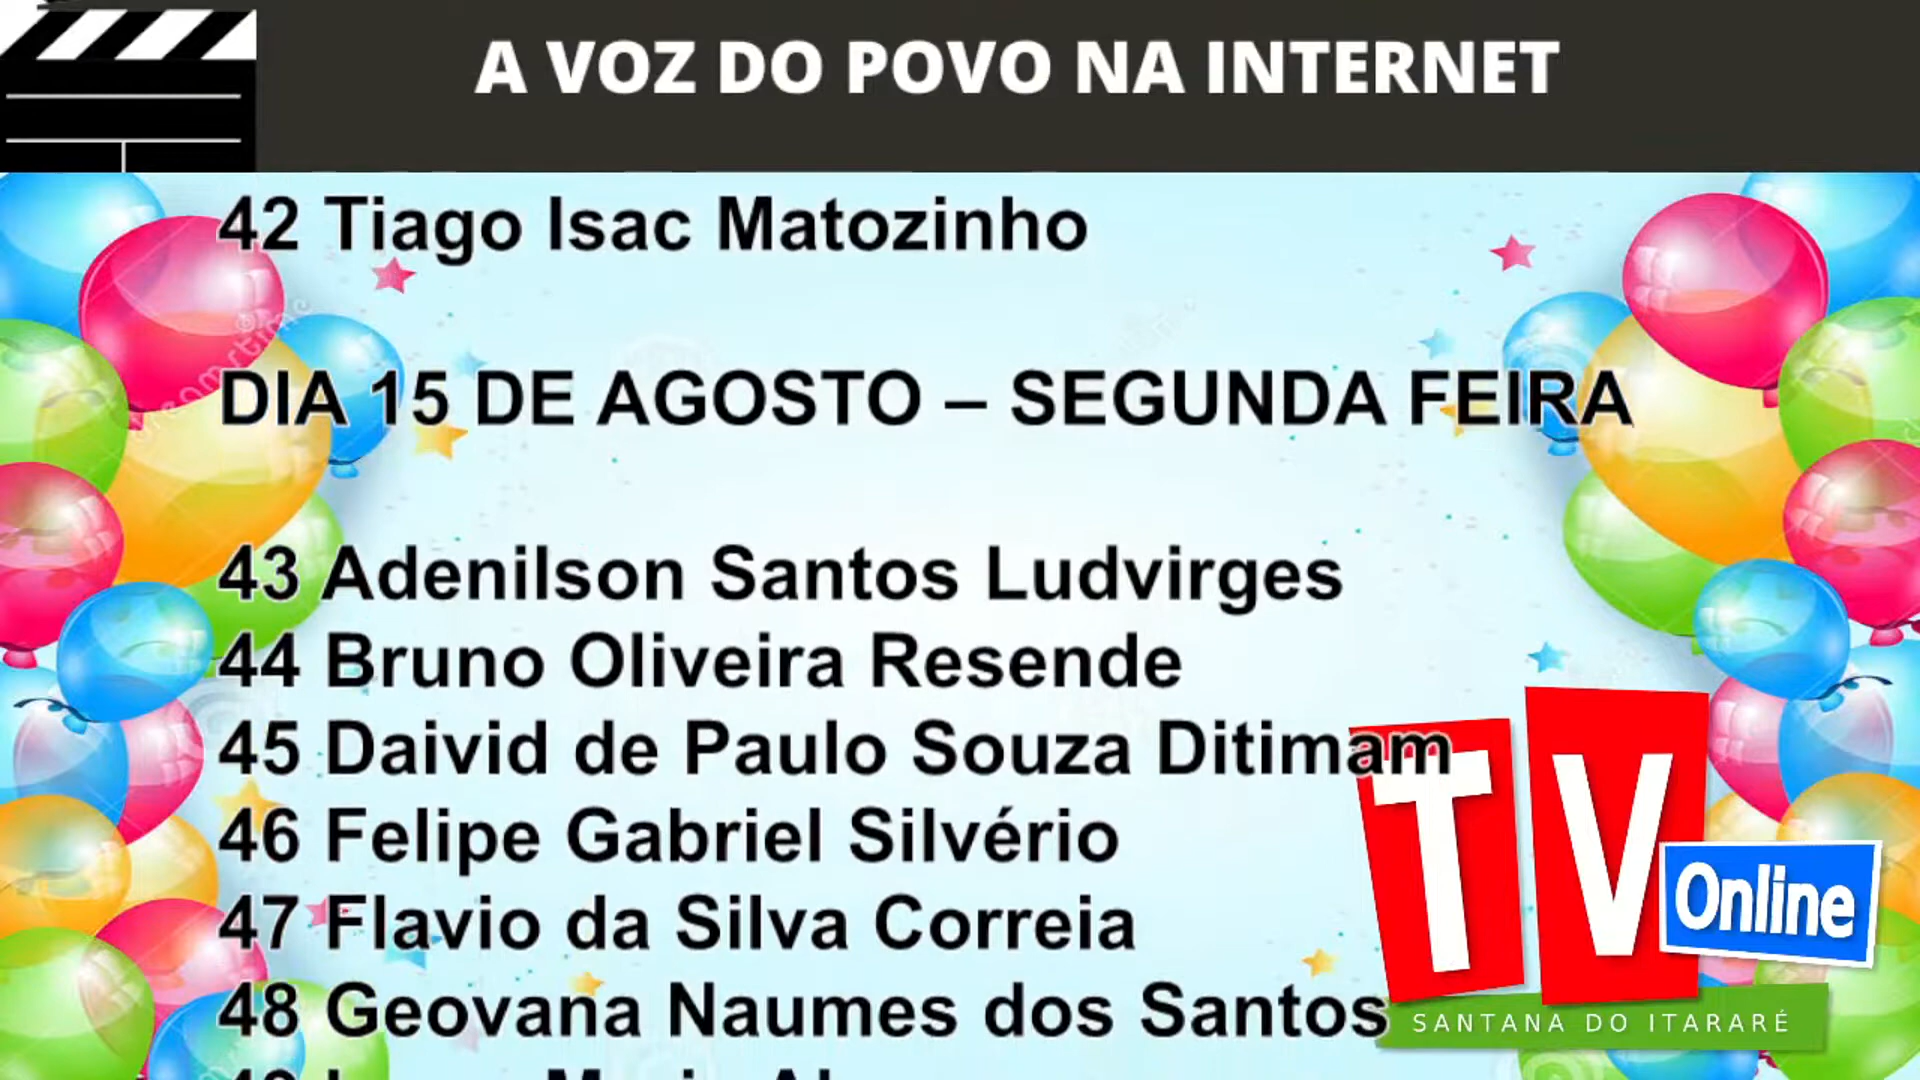 A VOZ DO POVO NA INTERNET
42 Tiago Isac Matozinho
DIA 15 DE AGOSTO – SEGUNDA FEIRA
43 Adenilson Santos Ludvirges
44 Bruno Oliveira Resende
45 Daivid de Paulo Souza Ditimam
46 Felipe Gabriel Silvério
47 Flavio da Silva Correia
48 Geovana Naumes dos Santos
TV Online
SANTANA DO ITARARÉ